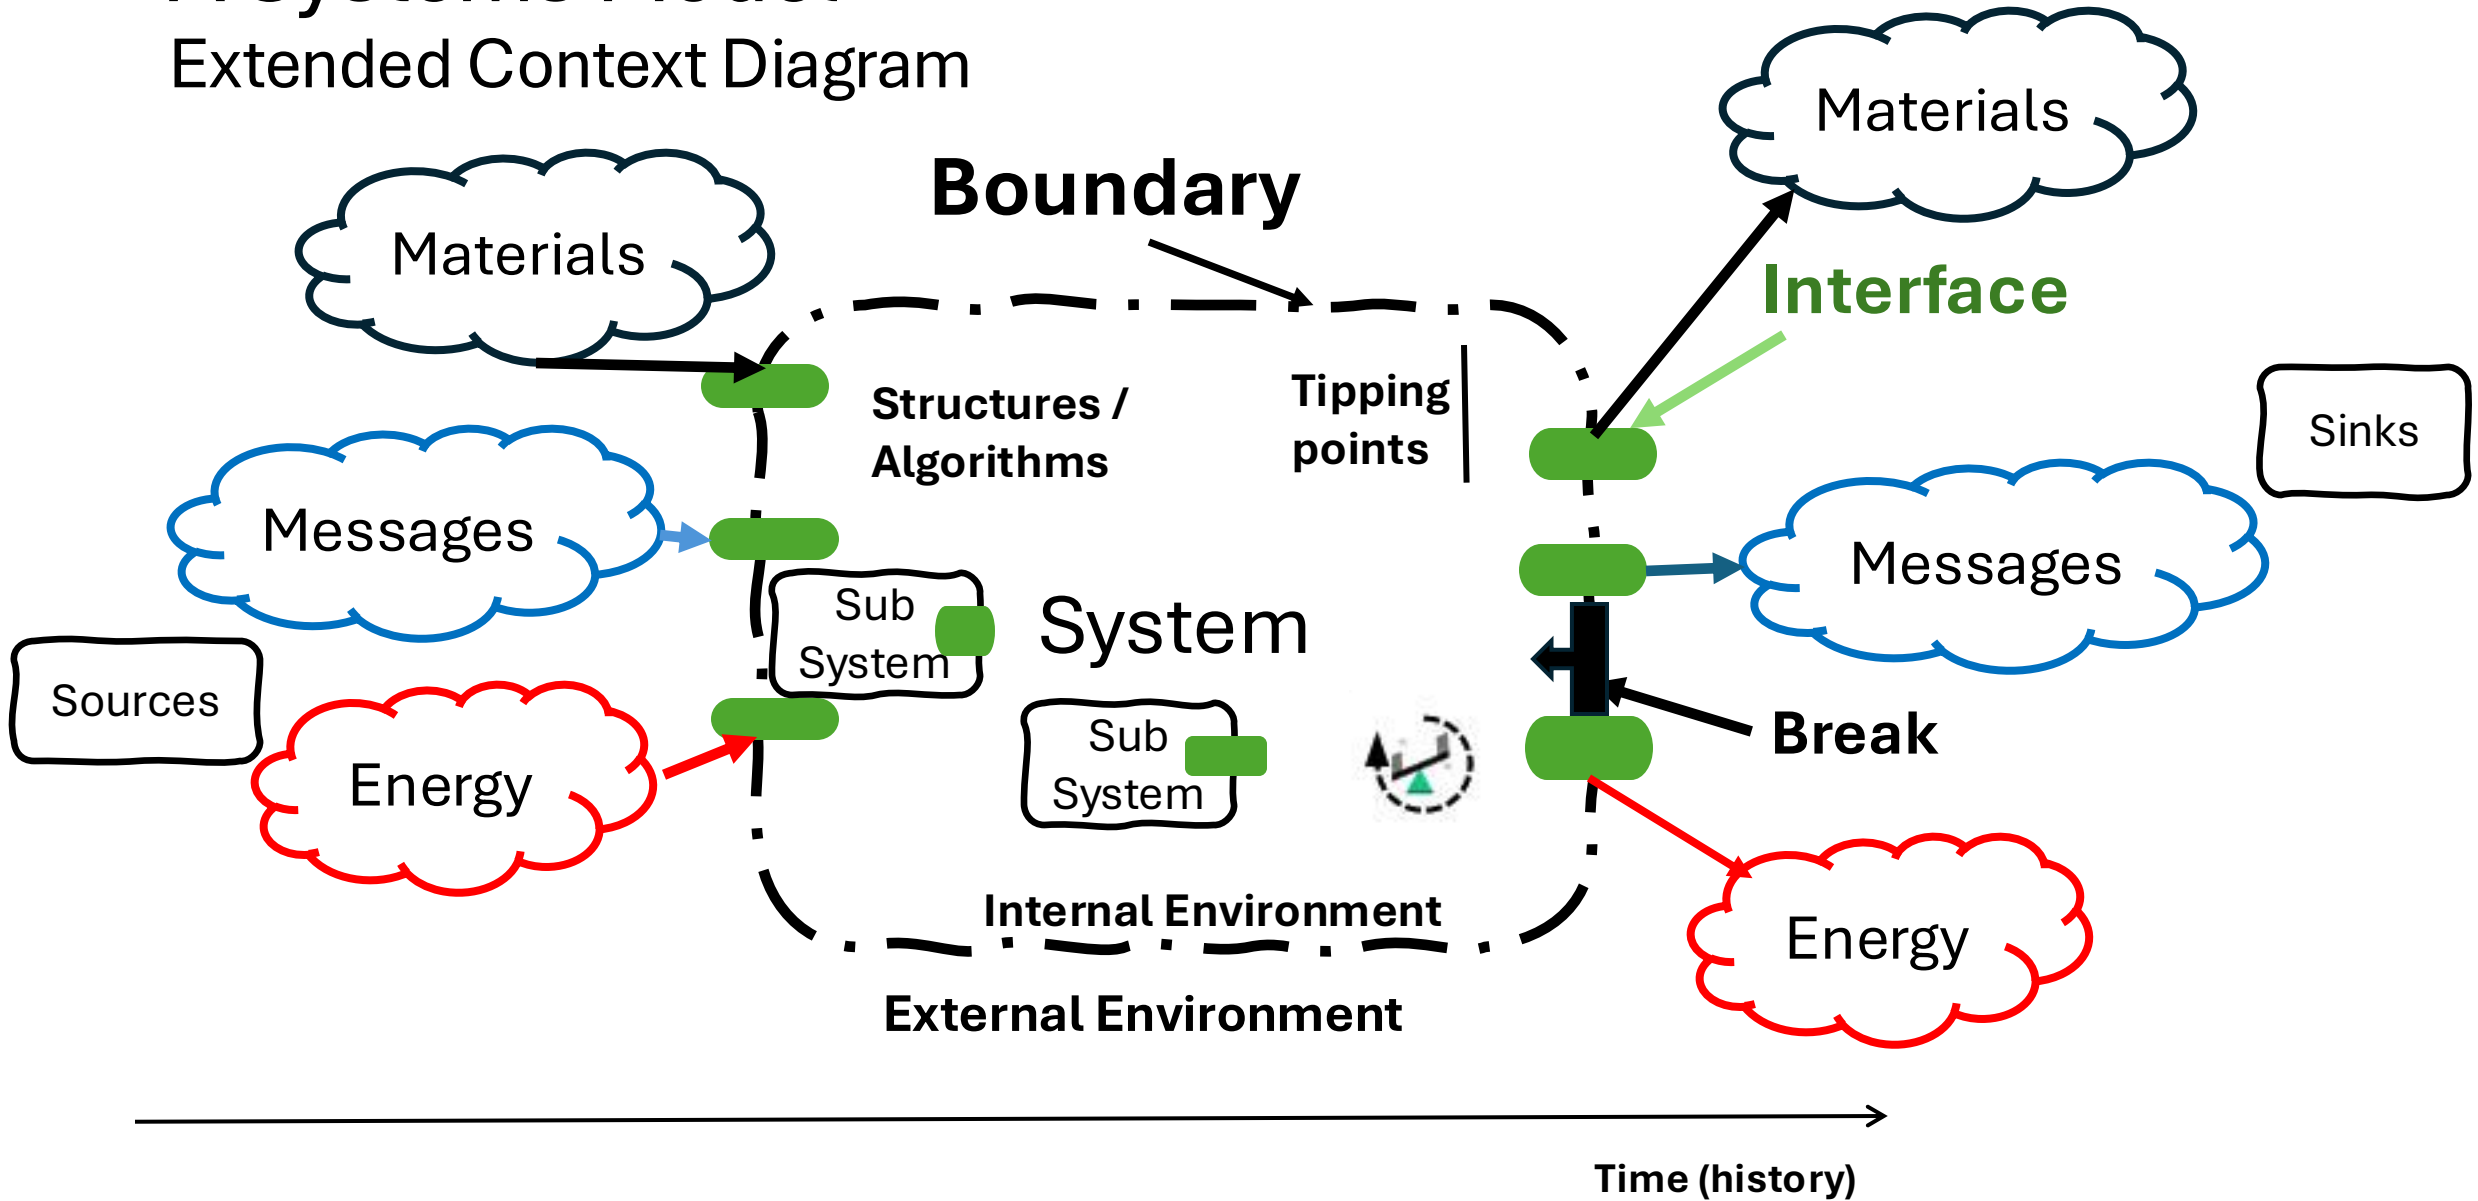 Extended Context Diagram
Materials
Materials
Boundary
Interface
Structures /
Algorithms
Tipping
points
Sinks
Messages
Messages
Sub
System
System
Sources
Sub
System
Break
Energy
Internal Environment
Energy
External Environment
Time (history)